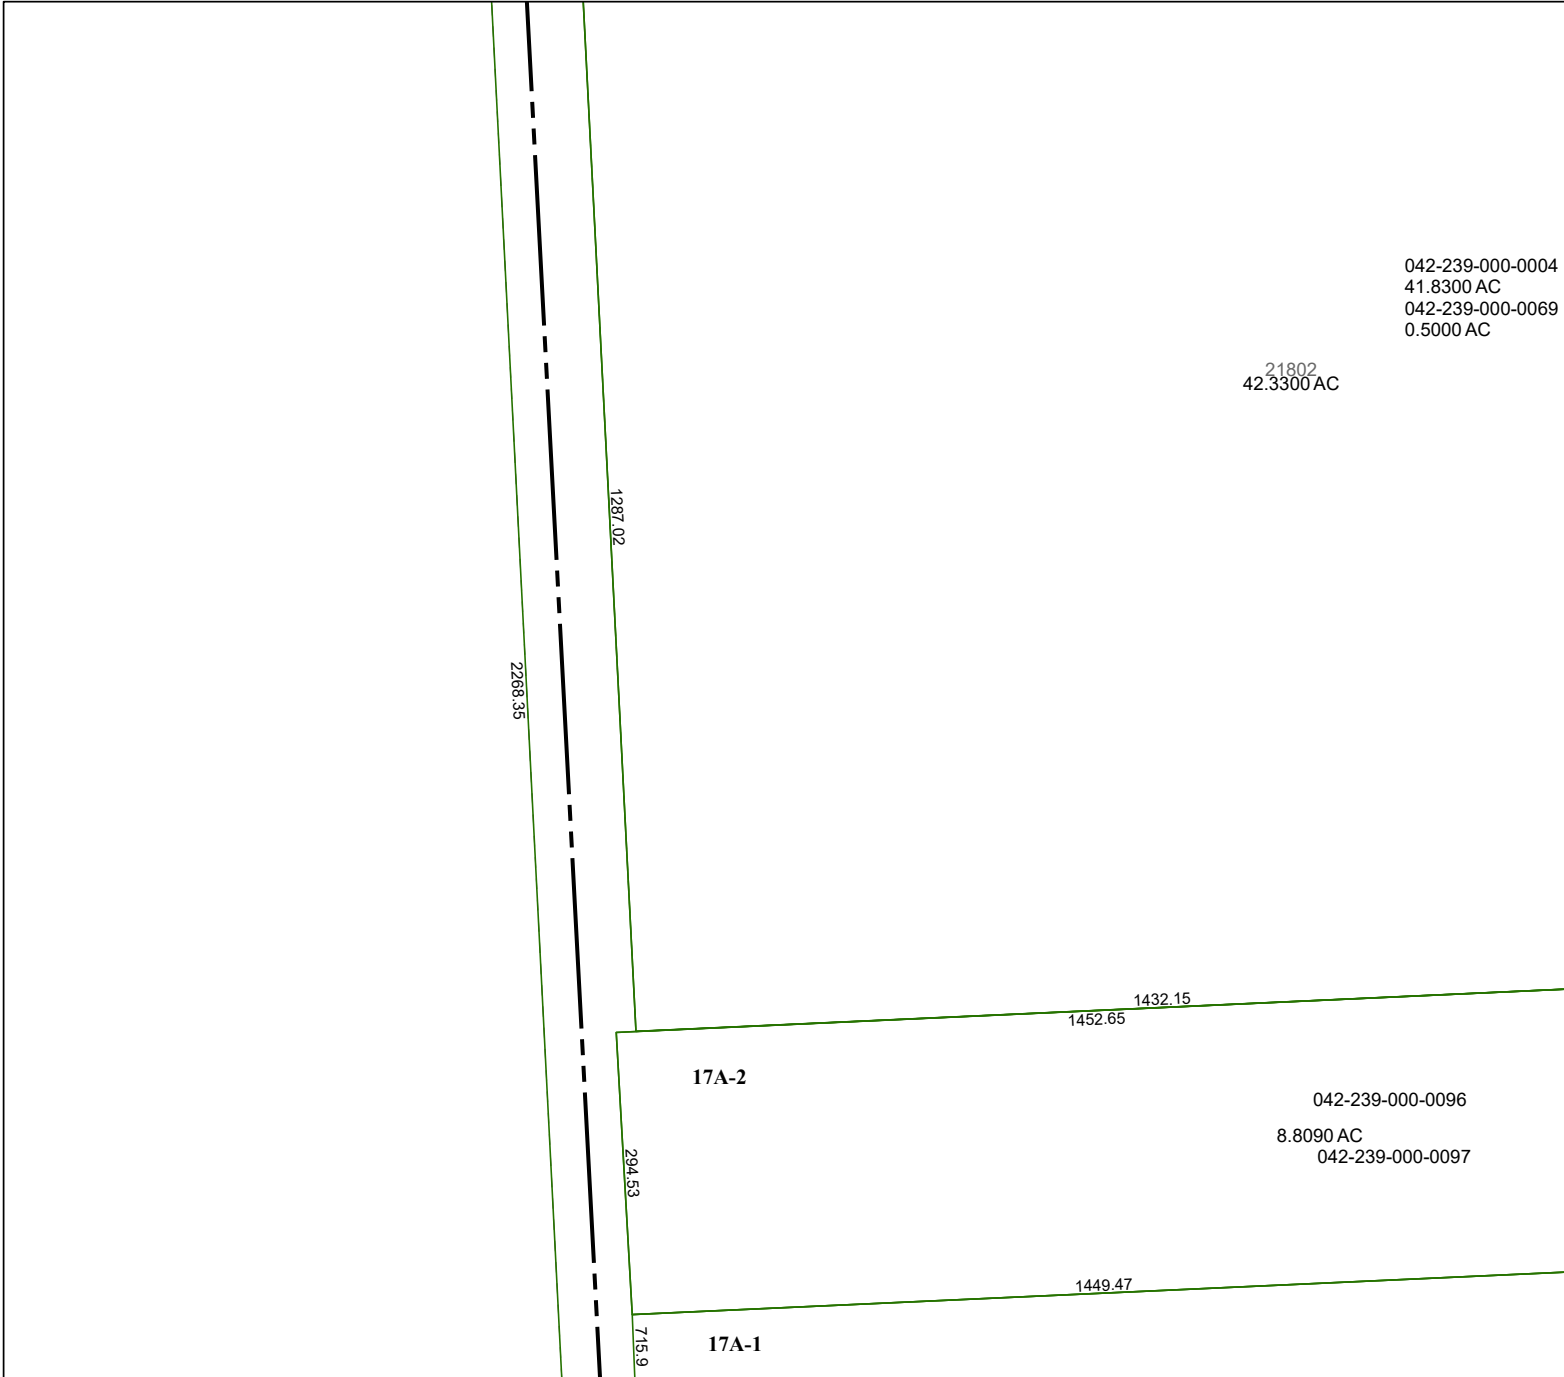 042-239-000-0004
41.8300 AC
042-239-000-0069
0.5000 AC
21802
42.3300 AC
1287.02
2268.35
1432.15
1452.65
17A-2
042-239-000-0096
8.8090 AC
042-239-000-0097
294.53
1449.47
715.9
17A-1